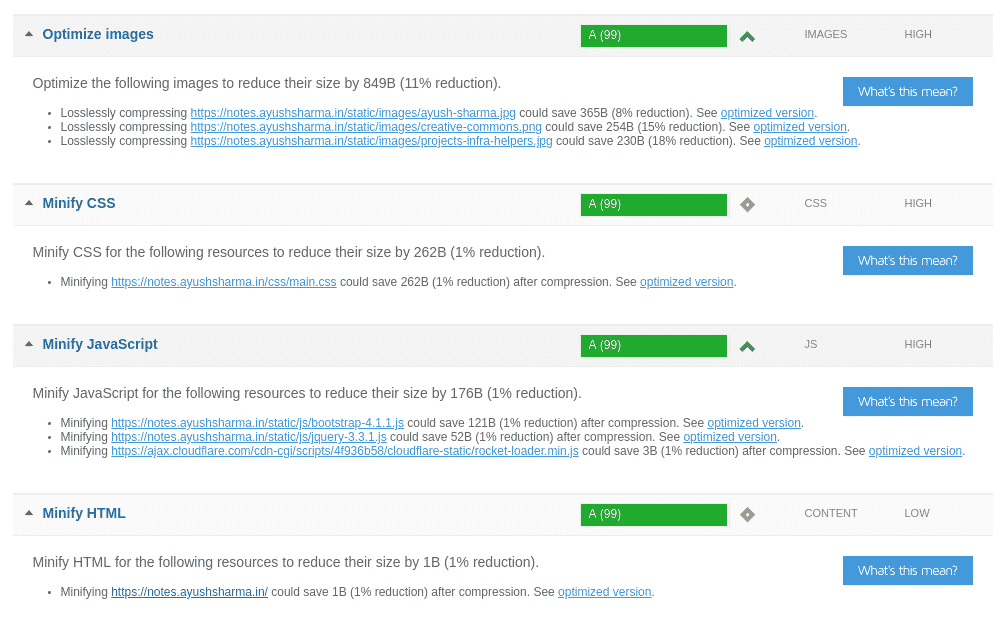 Optimize images A (99) IMAGES HIGH
Optimize the following images to reduce their size by 849B (11% reduction). What's this mean?
Losslessly compressing https://notes.ayushsharma.in/static/images/ayush-sharma.jpg could save 365B (8% reduction). See optimized version.
Losslessly compressing https://notes.ayushsharma.in/static/images/creative-commons.png could save 254B (15% reduction). See optimized version.
Losslessly compressing https://notes.ayushsharma.in/static/images/projects-infra-helpers.jpg could save 230B (18% reduction). See optimized version.
Minify CSS A (99) CSS HIGH
Minify CSS for the following resources to reduce their size by 262B (1% reduction). What's this mean?
Minifying https://notes.ayushsharma.in/css/main.css could save 262B (1% reduction) after compression. See optimized version.
Minify JavaScript A (99) JS HIGH
Minify JavaScript for the following resources to reduce their size by 176B (1% reduction). What's this mean?
Minifying https://notes.ayushsharma.in/static/js/bootstrap-4.1.1.js could save 121B (1% reduction) after compression. See optimized version.
Minifying https://notes.ayushsharma.in/static/js/jquery-3.3.1.js could save 52B (1% reduction) after compression. See optimized version.
Minifying https://ajax.cloudflare.com/cdn-cgi/scripts/4f936b58/cloudflare-static/rocket-loader.min.js could save 3B (1% reduction) after compression. See optimized version.
Minify HTML A (99) CONTENT LOW
Minify HTML for the following resources to reduce their size by 1B (1% reduction). What's this mean?
Minifying https://notes.ayushsharma.in/ could save 1B (1% reduction) after compression. See optimized version.